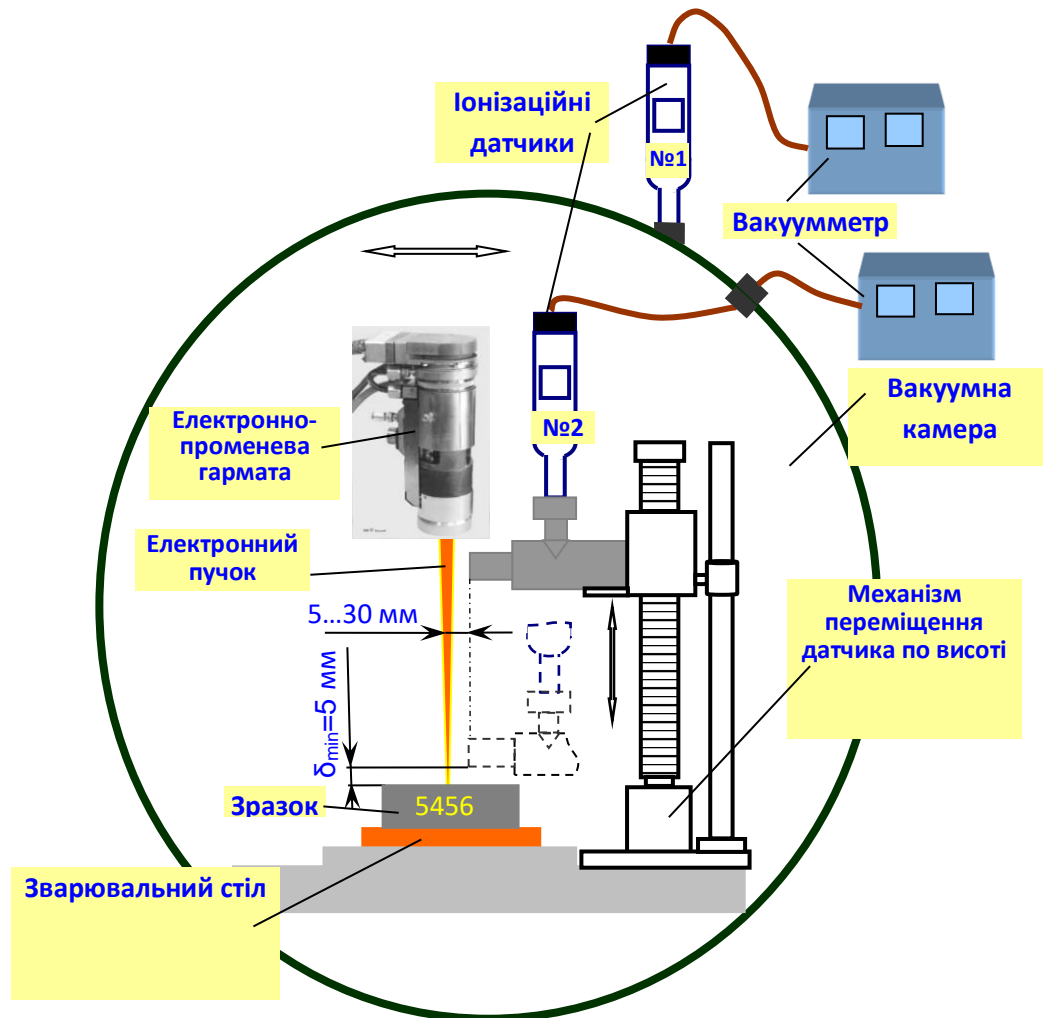 Іонізаційні
датчики
№1
Вакуумметр
№2
Вакуумна
камера
Електронно-
променева
гармата
Електронний
пучок
5...30 мм
Механізм
переміщення
датчика по висоті
δmin=5 мм
Зразок
5456
Зварювальний стіл